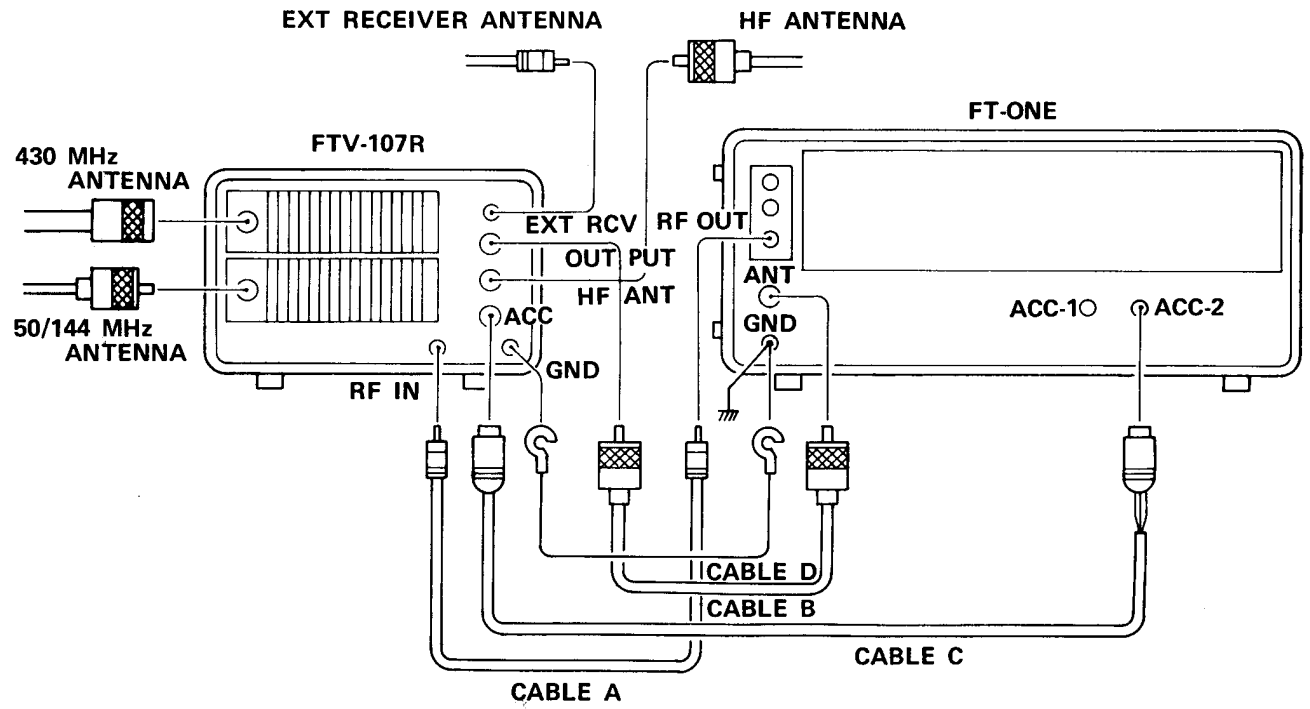 EXT RECEIVER ANTENNA
HF ANTENNA
FT-ONE
FTV-107R
430 MHz
ANTENNA
EXT RCV
RF OUT
OUT PUT
ANT
HF ANT
50/144 MHz
ANTENNA
ACC
GND
ACC-1
ACC-2
RF IN
GND
CABLE D
CABLE B
CABLE C
CABLE A